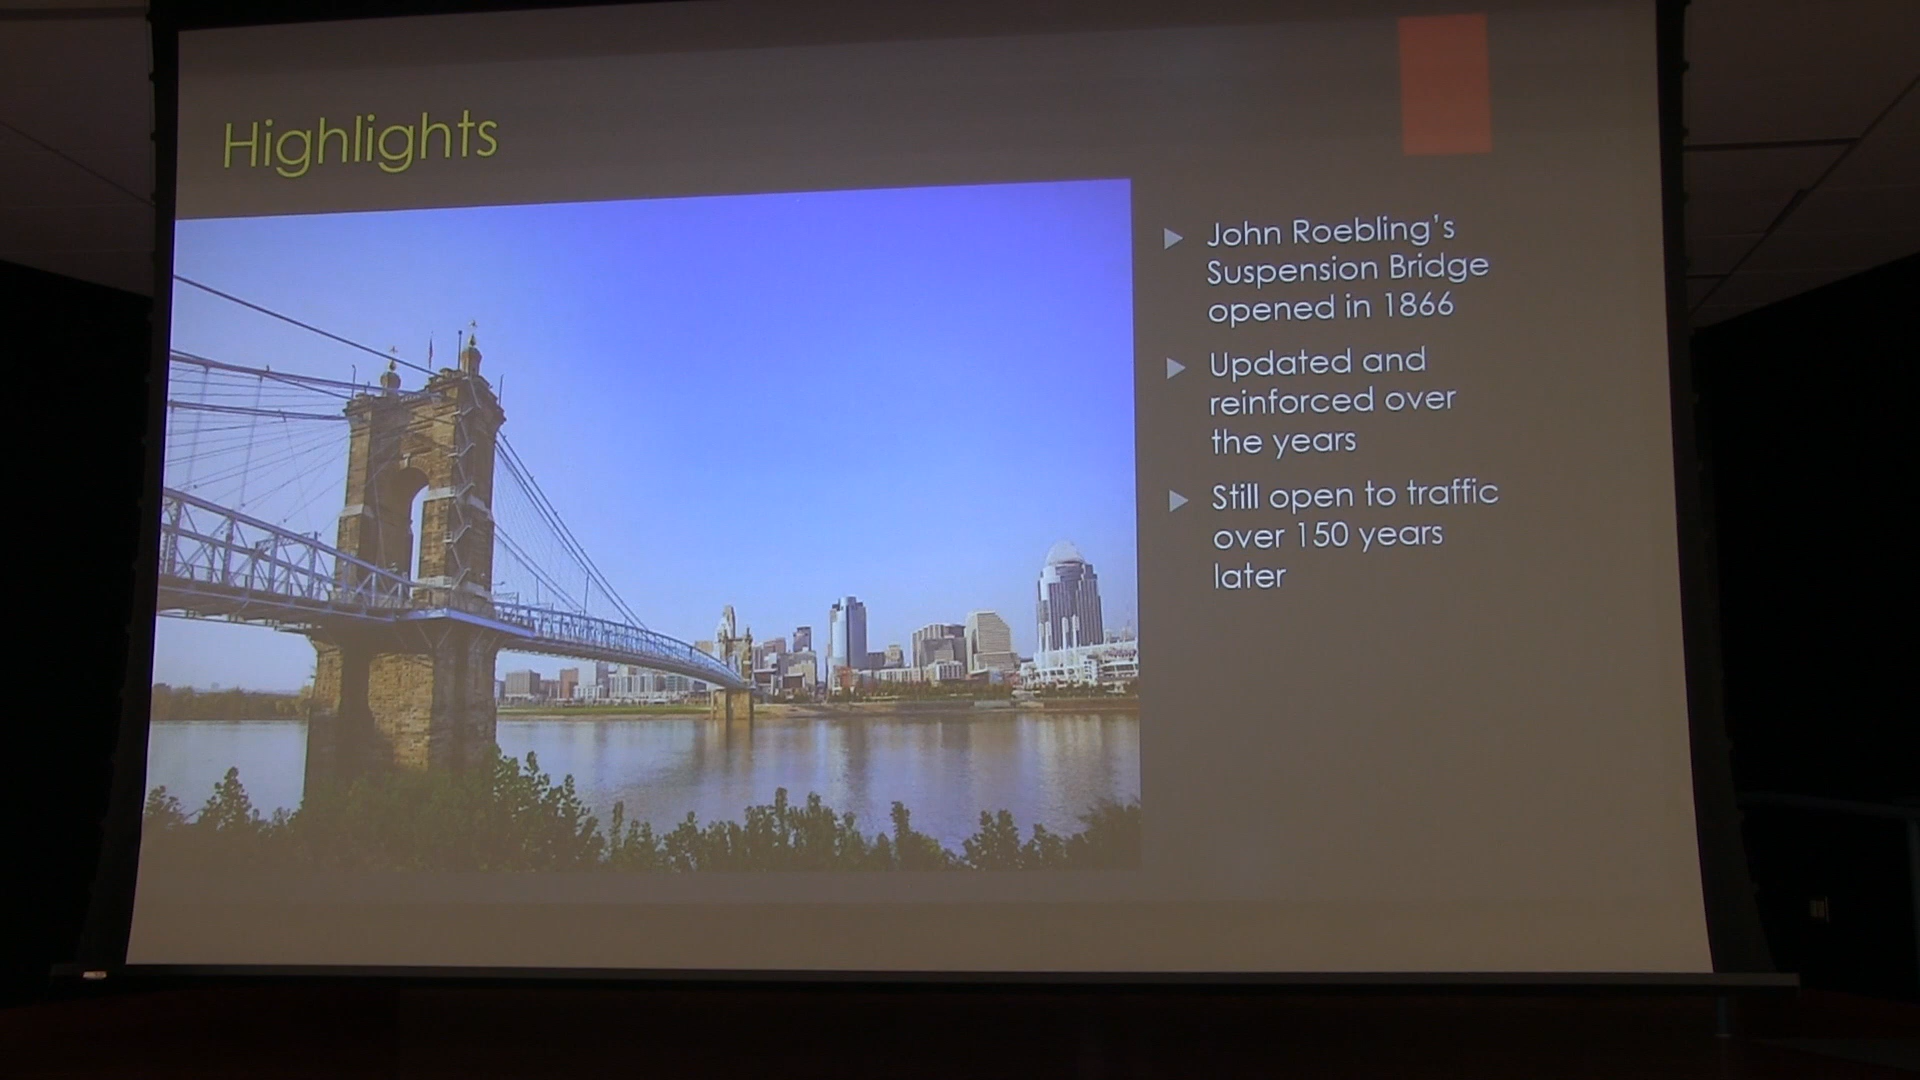 Highlights
John Roebling's
Suspension Bridge
opened in 1866
Updated and
reinforced over
the years
Still open to traffic
over 150 years
later